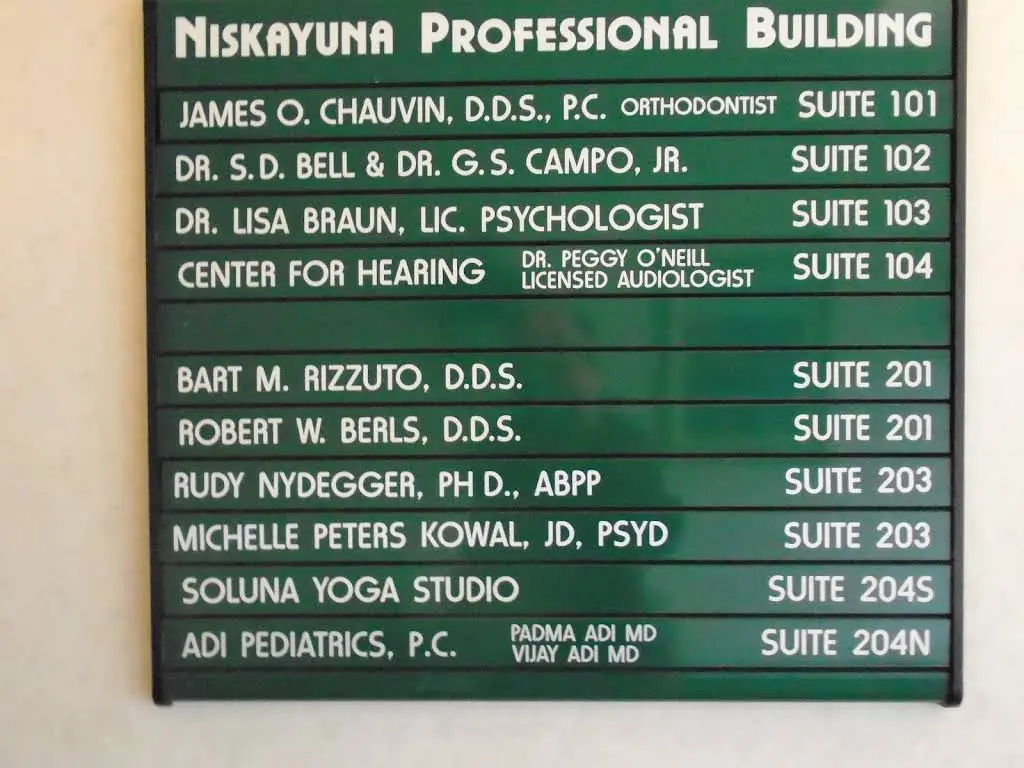 NISKAYUNA PROFESSIONAL BUILDING
JAMES O. CHAUVIN, D.D.S., P.C. ORTHODONTIST SUITE 101
DR. S.D. BELL & DR. G.S. CAMPO, JR. SUITE 102
DR. LISA BRAUN, LIC. PSYCHOLOGIST SUITE 103
CENTER FOR HEARING DR. PEGGY O'NEILL SUITE 104
LICENSED AUDIOLOGIST
BART M. RIZZUTO, D.D.S. SUITE 201
ROBERT W. BERLS, D.D.S. SUITE 201
RUDY NYDEGGER, PH D., ABPP SUITE 203
MICHELLE PETERS KOWAL, JD, PSYD SUITE 203
SOLUNA YOGA STUDIO SUITE 204S
ADI PEDIATRICS, P.C. PADMA ADI MD SUITE 204N
VIJAY ADI MD